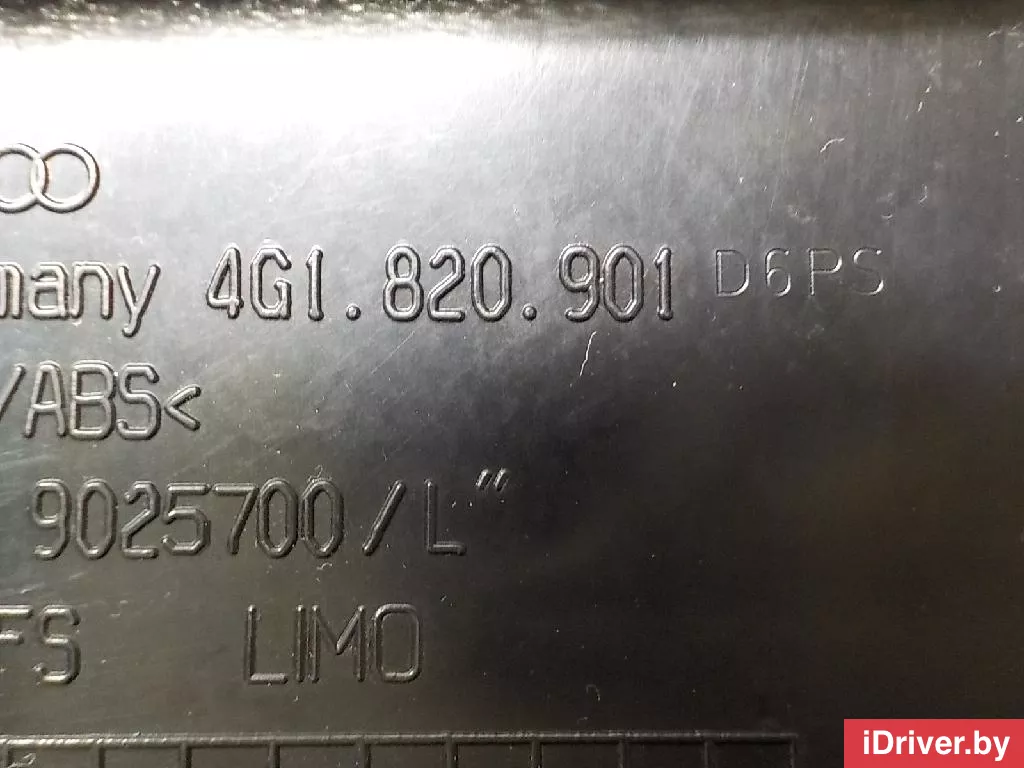 many 4G1.820.901 D6PS
/ABS<
9025700/L"
FS LIMO
iDriver.by